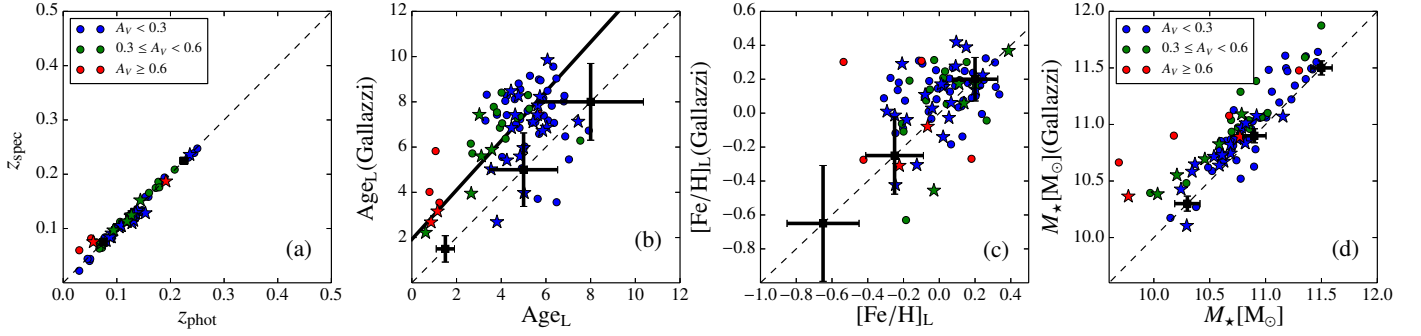 0.5
0.4
0.3
0.2
0.1
0.0 0.1 0.2 0.3 0.4 0.5
z_spec
z_phot
A_V < 0.3
0.3 ≤ A_V < 0.6
A_V ≥ 0.6
(a)
12
10
8
6
4
2
0 2 4 6 8 10 12
Age_L(Gallazzi)
Age_L
(b)
0.6
0.4
0.2
0.0
−0.2
−0.4
−0.6
−0.8
−1.0 −0.8 −0.6 −0.4 −0.2 0.0 0.2 0.4
[Fe/H]_L(Gallazzi)
[Fe/H]_L
(c)
12.0
11.5
11.0
10.5
10.0
10.0 10.5 11.0 11.5 12.0
M_★[M_⊙](Gallazzi)
M_★[M_⊙]
A_V < 0.3
0.3 ≤ A_V < 0.6
A_V ≥ 0.6
(d)